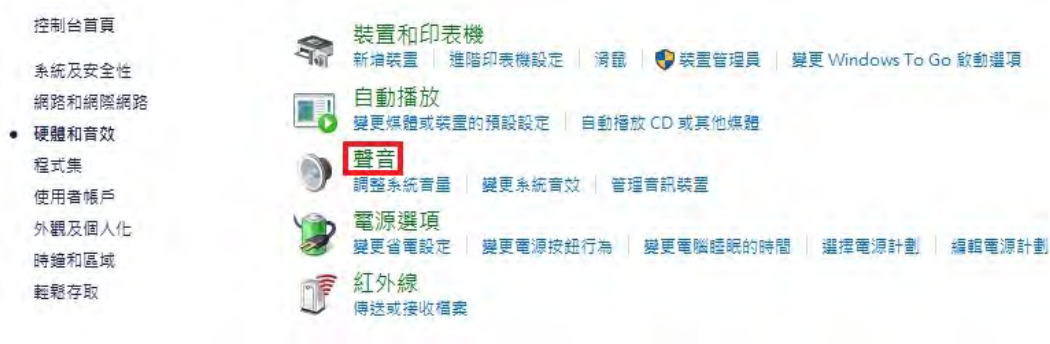 控制台首頁
系統及安全性
網路和網際網路
硬體和音效
程式集
使用者帳戶
外觀及個人化
時鐘和區域
輕鬆存取
裝置和印表機
新增裝置 進階印表機設定 滑鼠 裝置管理員 變更 Windows To Go 啟動選項
自動播放
變更媒體或裝置的預設設定 自動播放 CD 或其他媒體
聲音
調整系統音量 變更系統音效 管理音訊裝置
電源選項
變更省電設定 變更電源按鈕行為 變更電腦睡眠的時間 選擇電源計劃 編輯電源計劃
紅外線
傳送或接收檔案